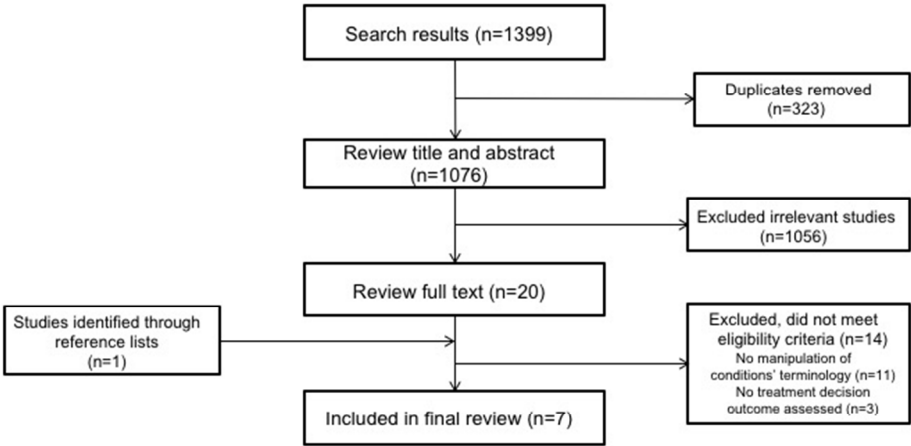 Search results (n=1399)
Duplicates removed
(n=323)
Review title and abstract
(n=1076)
Excluded irrelevant studies
(n=1056)
Review full text (n=20)
Studies identified through
reference lists
(n=1)
Excluded, did not meet
eligibility criteria (n=14)
No manipulation of
conditions' terminology (n=11)
No treatment decision
outcome assessed (n=3)
Included in final review (n=7)